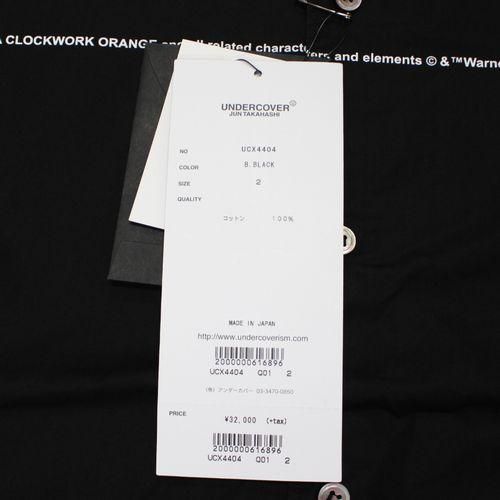 A CLOCKWORK ORANGE and all related characters and elements © &™Warne
UNDERCOVER®
JUN TAKAHASHI
NO UCX4404
COLOR B.BLACK
SIZE 2
QUALITY
コットン 100%
MADE IN JAPAN
http://www.undercoverism.com
2000000616896
UCX4404 Q01 2
(有) アンダーカバー 03-3470-0850
PRICE ¥32,000 (+tax)
2000000616896
UCX4404 Q01 2